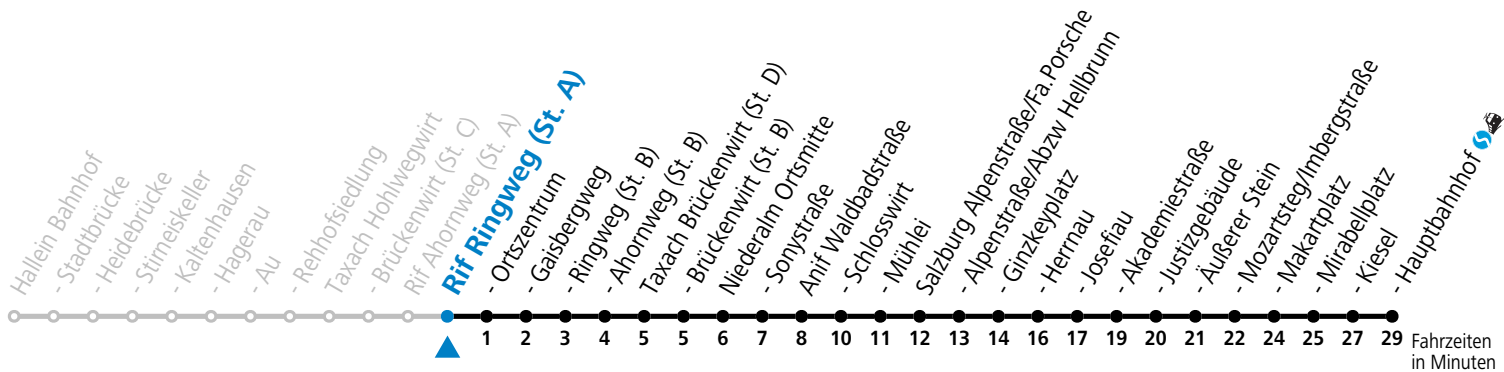 Hallein Bahnhof
- Stadtbrücke
- Heidebrücke
- Stirneiskeller
- Kaltenhausen
- Hagerau
- Au
- Rehhofsiedlung
Taxach Hohlwegwirt
- Brückenwirt (St. C)
Rif Ahornweg (St. A)
Rif Ringweg (St. A)
- Ortszentrum
- Gaisbergweg
- Ringweg (St. B)
- Ahornweg (St. B)
Taxach Brückenwirt (St. D)
- Brückenwirt (St. B)
Niederalm Ortsmitte
- Sonystraße
Anif Waldbadstraße
- Schlosswirt
- Mühlei
Salzburg Alpenstraße/Fa.Porsche
- Alpenstraße/Abzw Hellbrunn
- Ginzkeyplatz
- Herrnau
- Josefiau
- Akademiestraße
- Justizgebäude
- Äußerer Stein
- Mozartsteg/Imbergstraße
- Makartplatz
- Mirabellplatz
- Kiesel
- Hauptbahnhof
1 2 3 4 5 5 6 7 8 10 11 12 13 14 16 17 19 20 21 22 24 25 27 29 Fahrzeiten
in Minuten